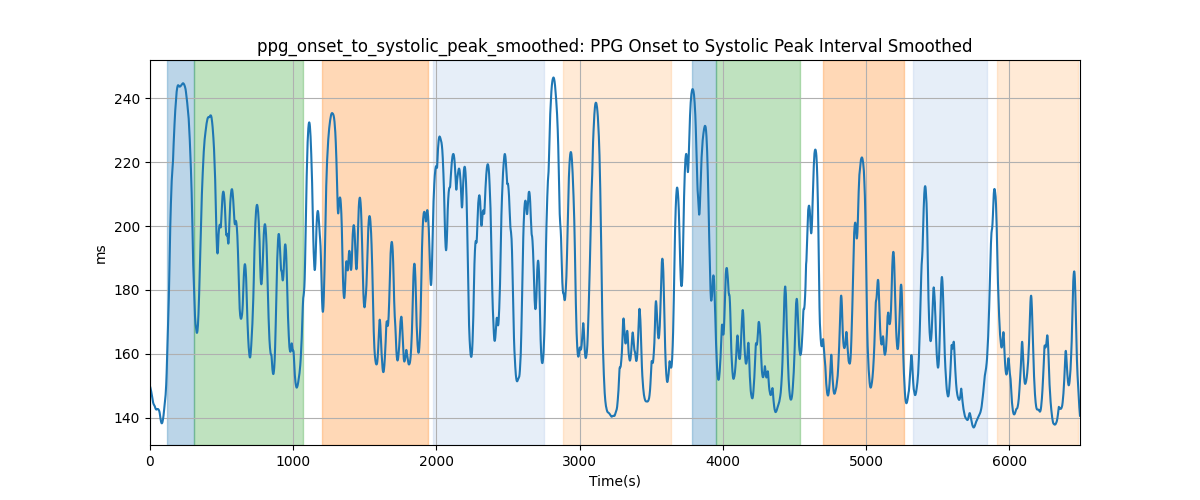 ppg_onset_to_systolic_peak_smoothed: PPG Onset to Systolic Peak Interval Smoothed
240
220
200
180
160
140
ms
0 1000 2000 3000 4000 5000 6000
Time(s)